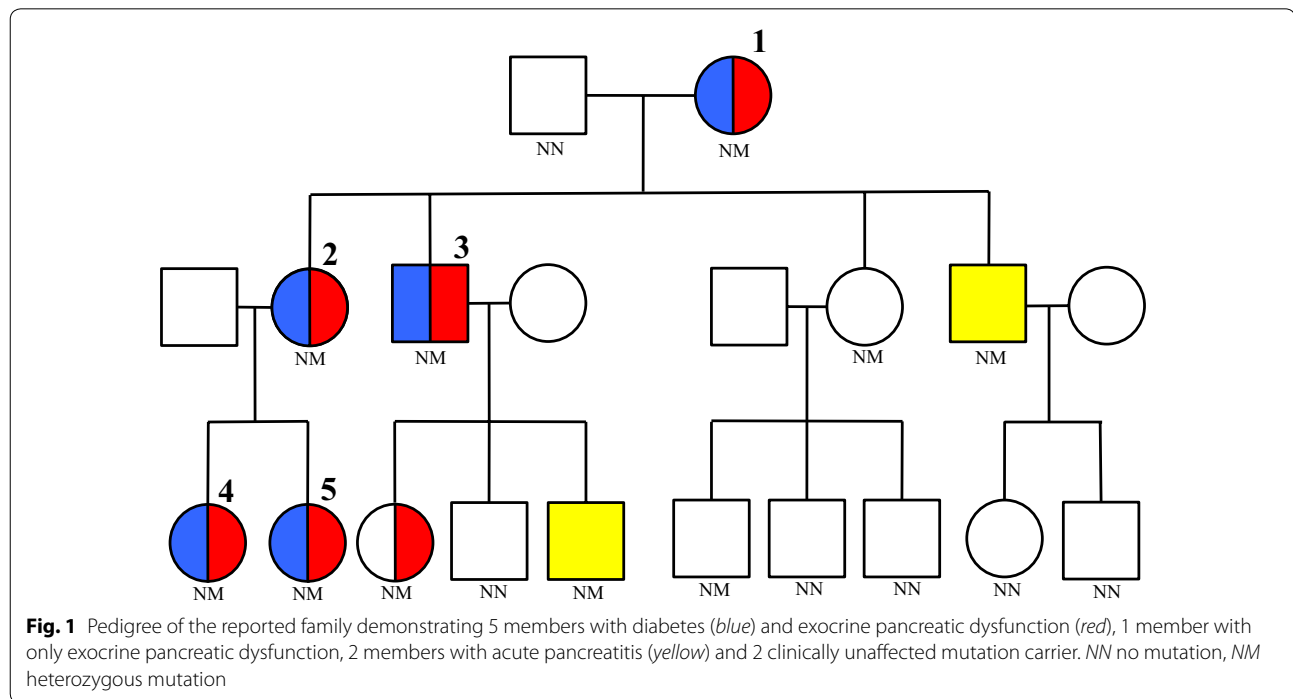 1
NN
NM
2
3
NM
NM
NM
NM
4
5
NM
NM
NM
NN
NM
NM
NN
NN
NN
NN
Fig. 1 Pedigree of the reported family demonstrating 5 members with diabetes (blue) and exocrine pancreatic dysfunction (red), 1 member with
only exocrine pancreatic dysfunction, 2 members with acute pancreatitis (yellow) and 2 clinically unaffected mutation carrier. NN no mutation, NM
heterozygous mutation